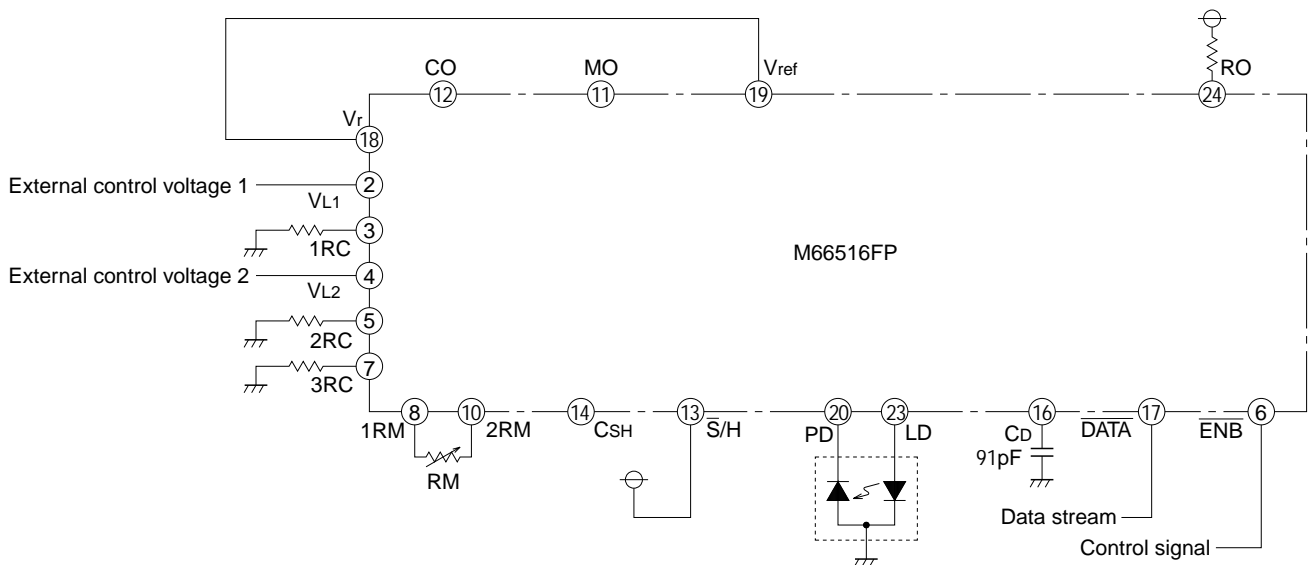 CO
12
MO
11
Vref
19
RO
24
Vr
18
External control voltage 1
2
VL1
3
1RC
M66516FP
External control voltage 2
4
VL2
5
2RC
7
3RC
8
1RM
10
2RM
RM
14
CSH
13
S̅/H
20
PD
23
LD
16
CD
91pF
17
D̅A̅T̅A̅
6
E̅N̅B̅
Data stream
Control signal